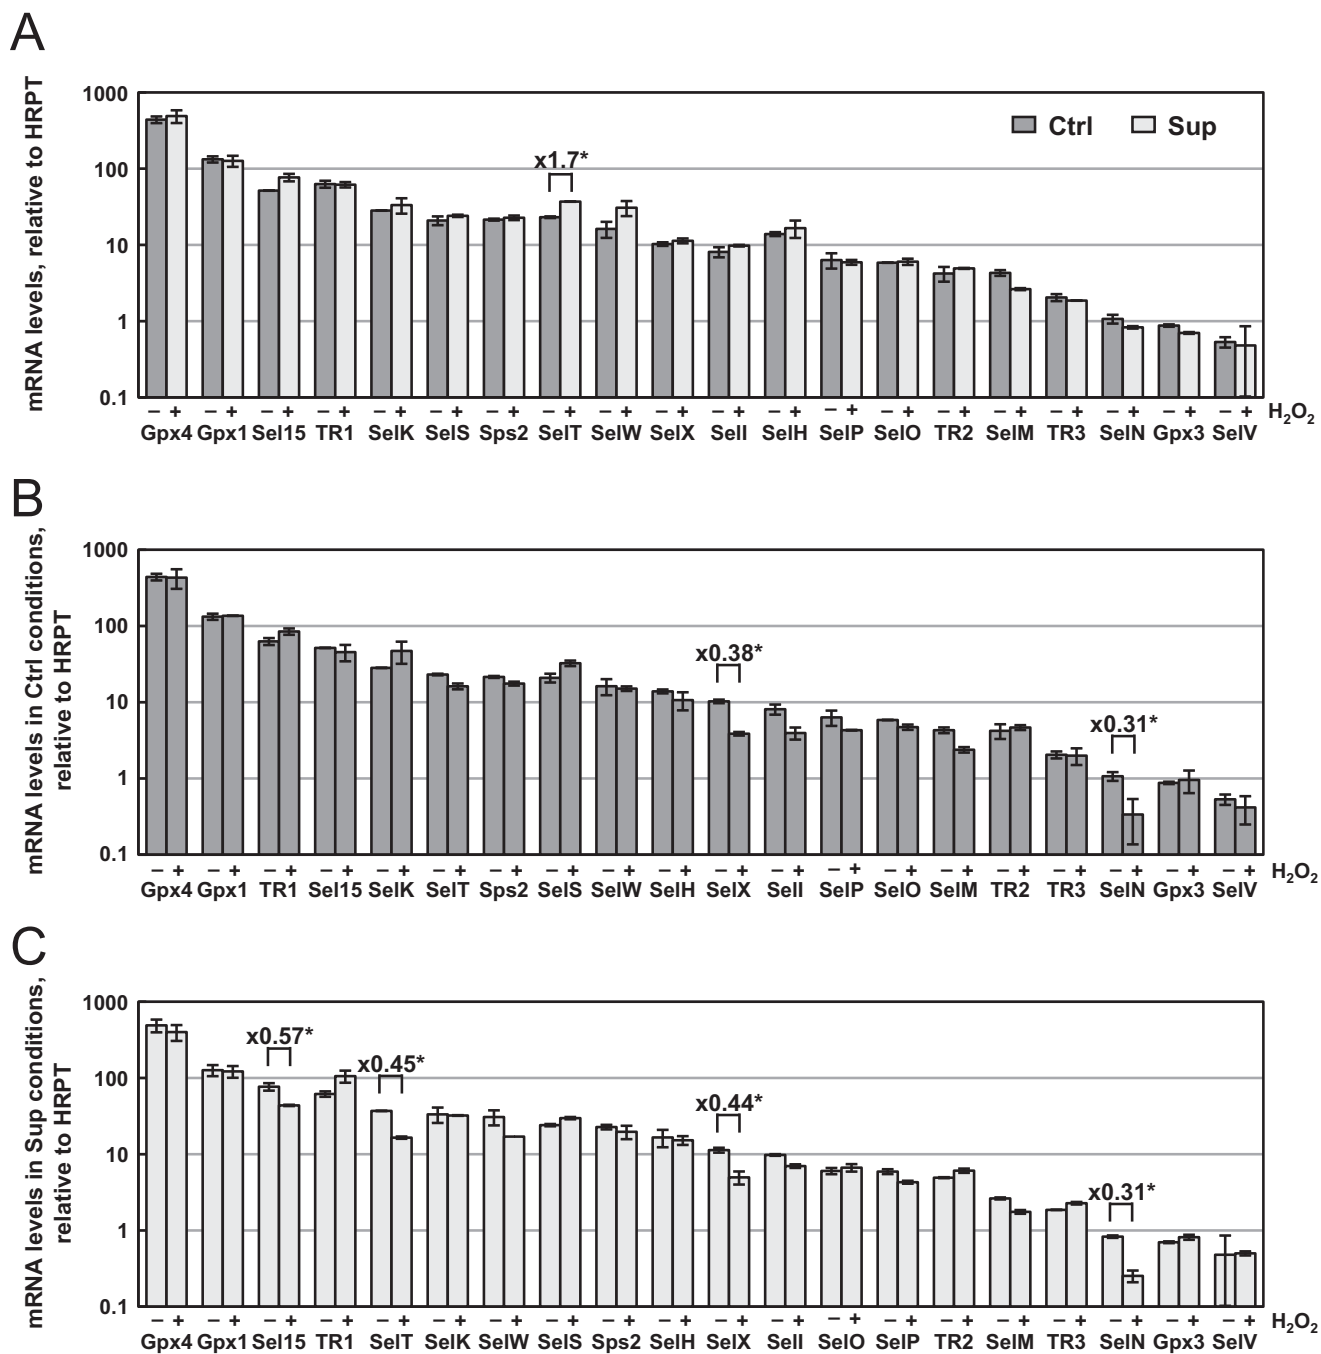 A
mRNA levels, relative to HRPT
1000
100
10
1
0.1
Ctrl Sup
x1.7*
– + – + – + – + – + – + – + – + – + – + – + – + – + – + – + – + – + – + – + – + H₂O₂
Gpx4 Gpx1 Sel15 TR1 SelK SelS Sps2 SelT SelW SelX SelI SelH SelP SelO TR2 SelM TR3 SelN Gpx3 SelV
B
mRNA levels in Ctrl conditions,
relative to HRPT
1000
100
10
1
0.1
x0.38*
x0.31*
– + – + – + – + – + – + – + – + – + – + – + – + – + – + – + – + – + – + – + – + H₂O₂
Gpx4 Gpx1 TR1 Sel15 SelK SelT Sps2 SelS SelW SelH SelX SelI SelP SelO SelM TR2 TR3 SelN Gpx3 SelV
C
mRNA levels in Sup conditions,
relative to HRPT
1000
100
10
1
0.1
x0.57*
x0.45*
x0.44*
x0.31*
– + – + – + – + – + – + – + – + – + – + – + – + – + – + – + – + – + – + – + – + H₂O₂
Gpx4 Gpx1 Sel15 TR1 SelT SelK SelW SelS Sps2 SelH SelX SelI SelO SelP TR2 SelM TR3 SelN Gpx3 SelV